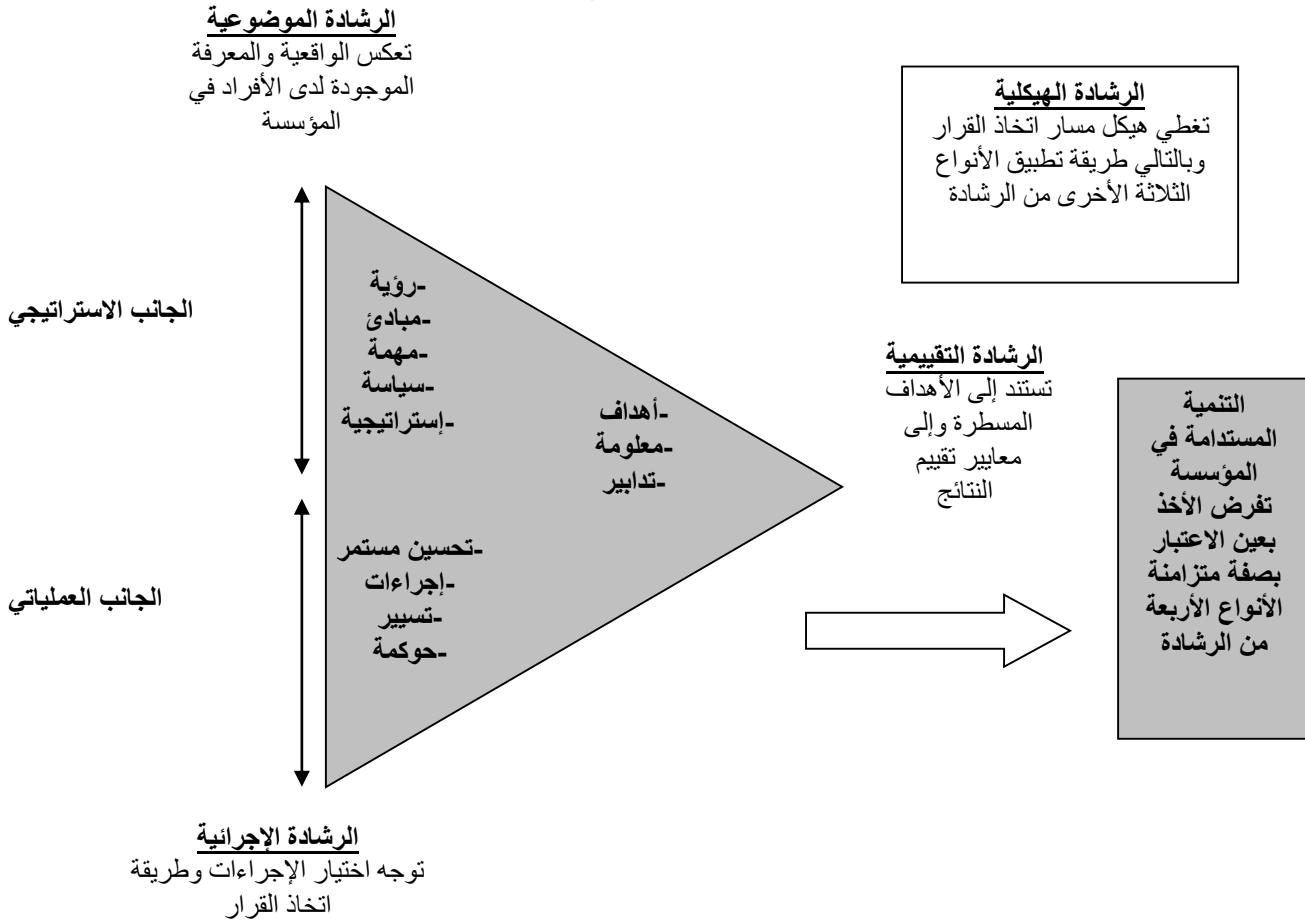 الرشادة الموضوعية
تعكس الواقعية والمعرفة
الموجودة لدى الأفراد في
المؤسسة
الرشادة الهيكلية
تغطي هيكل مسار اتخاذ القرار
وبالتالي طريقة تطبيق الأنواع
الثلاثة الأخرى من الرشادة
الجانب الاستراتيجي
-رؤية
-مبادئ
-مهمة
-سياسة
-إستراتيجية
-أهداف
-معلومة
-تدابير
الرشادة التقييمية
تستند إلى الأهداف
المسطرة وإلى
معايير تقييم
النتائج
التنمية
المستدامة في
المؤسسة
تفرض الأخذ
بعين الاعتبار
بصفة متزامنة
الأنواع الأربعة
من الرشادة
الجانب العملياتي
-تحسين مستمر
-إجراءات
-تسيير
-حوكمة
الرشادة الإجرائية
توجه اختيار الإجراءات وطريقة
اتخاذ القرار